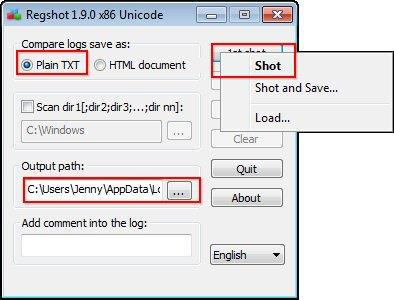 Regshot 1.9.0 x86 Unicode
Compare logs save as:
Plain TXT
HTML document
1st shot
Shot
Shot and Save...
Load...
Scan dir1[;dir2;dir3;...;dir nn]:
C:\Windows
...
Clear
Output path:
C:\Users\Jenny\AppData\Lo
...
Quit
About
Add comment into the log:
English